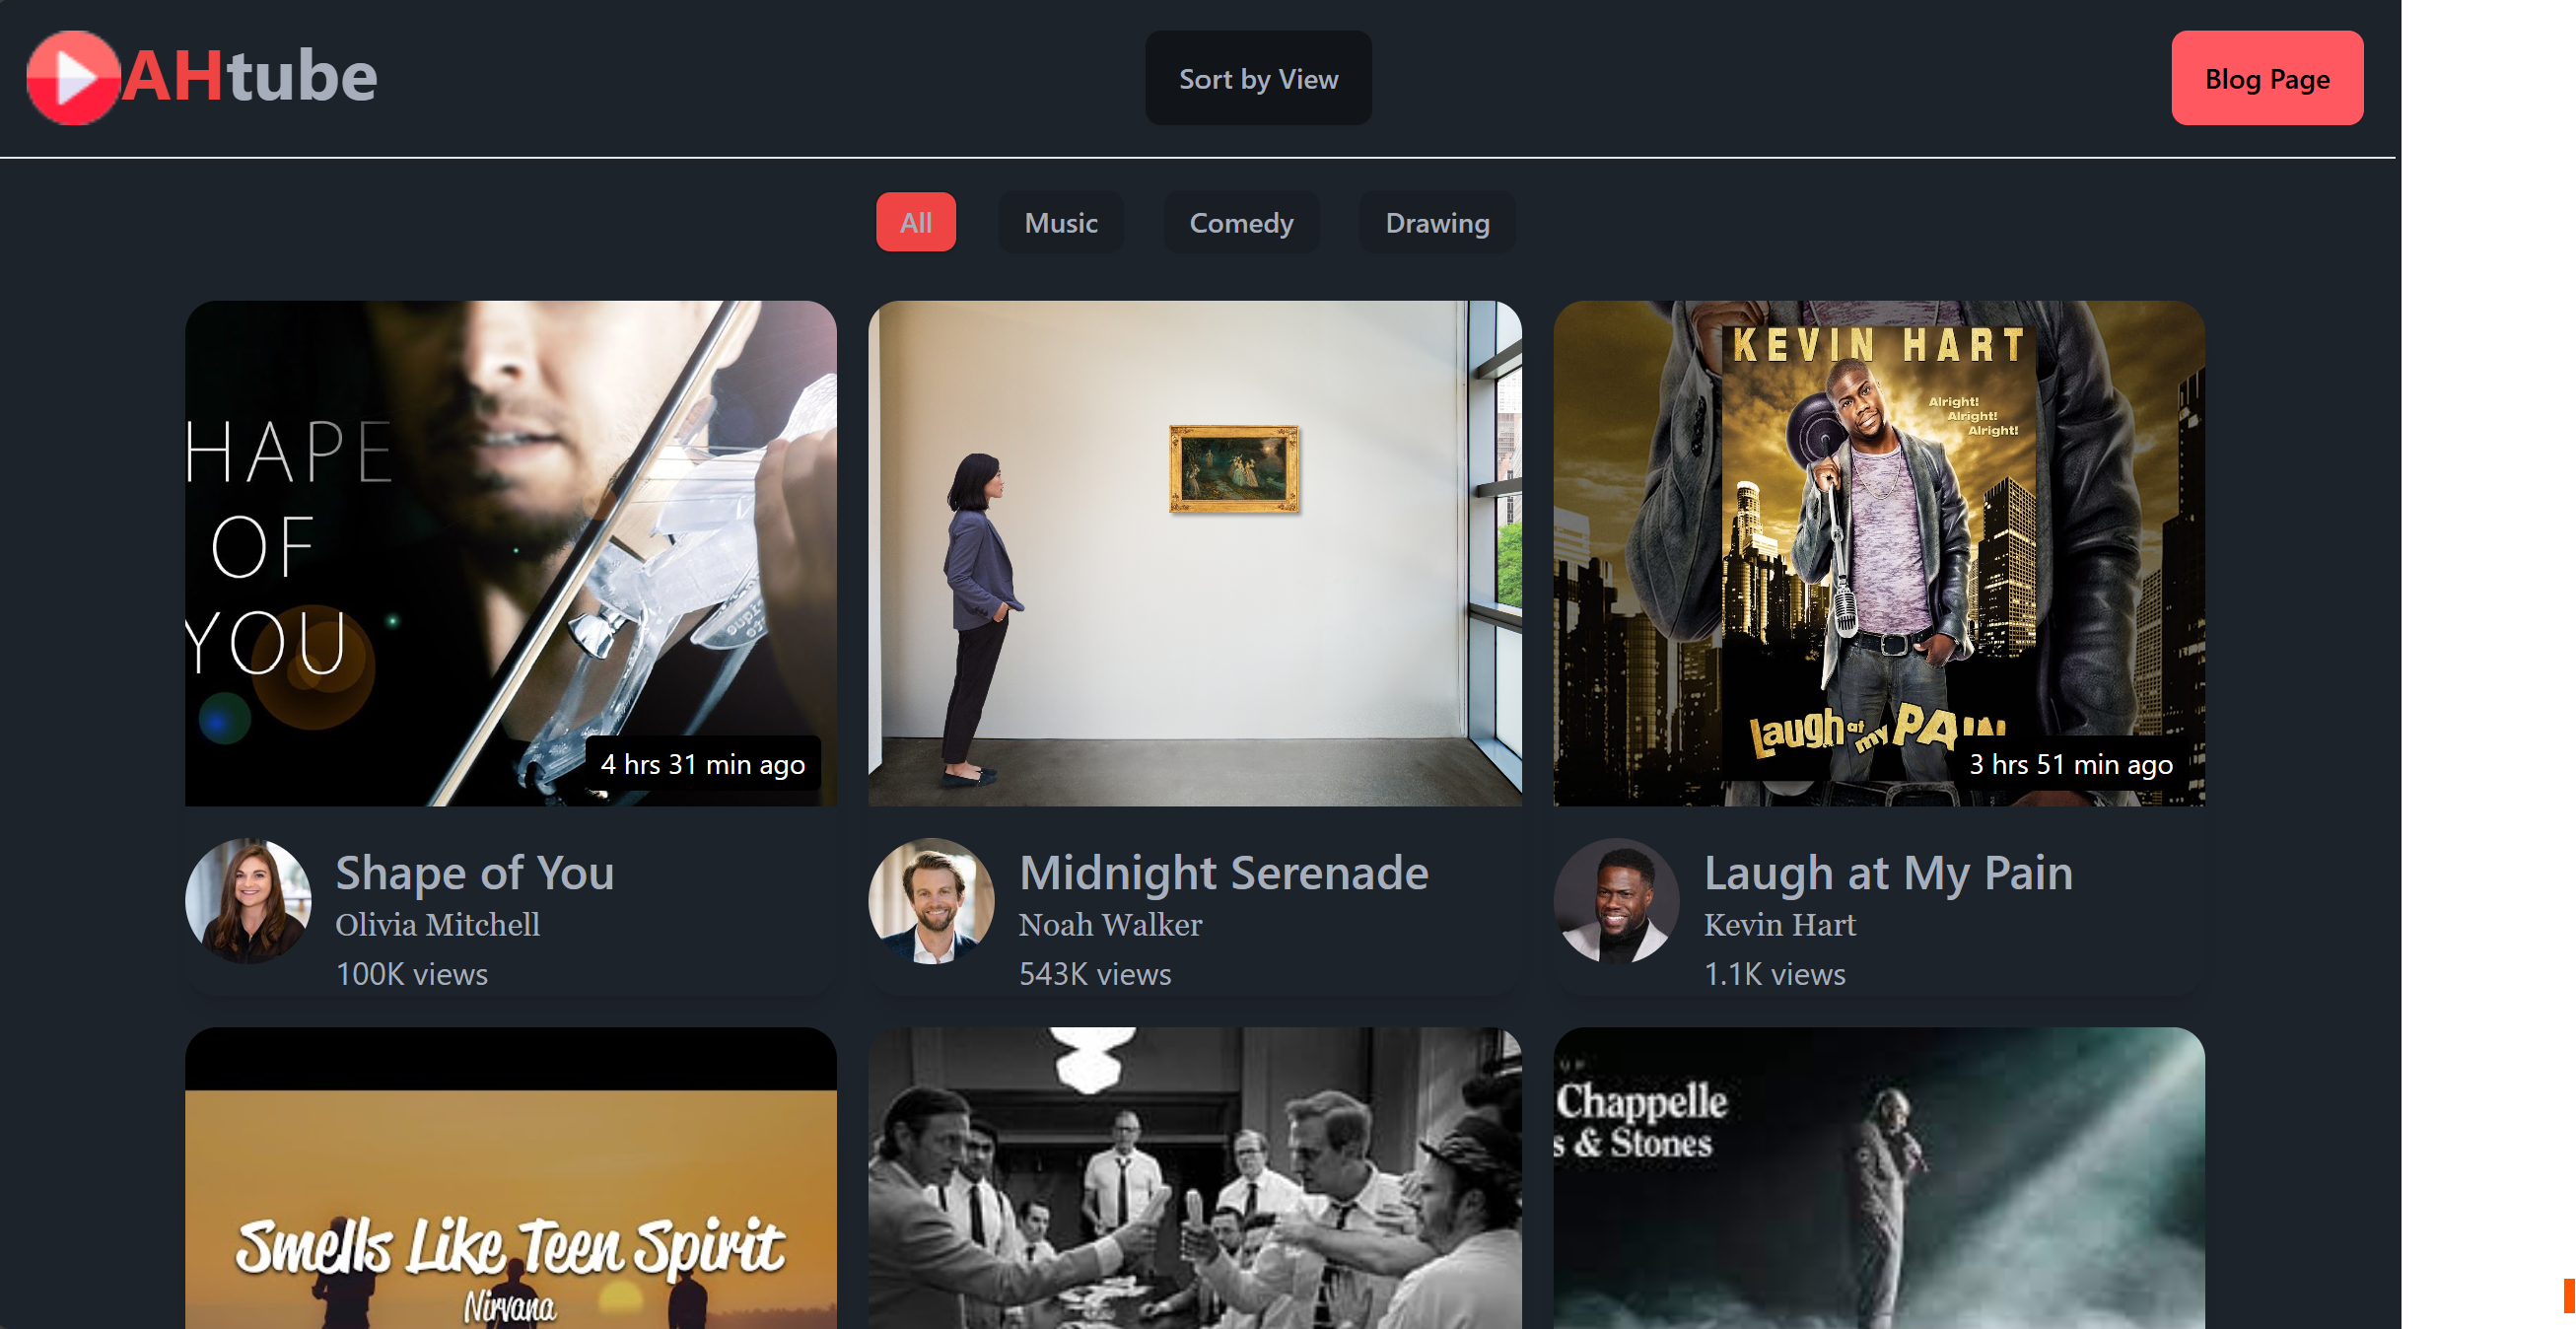 AHtube
Sort by View
Blog Page
All
Music
Comedy
Drawing
HAPE
OF
YOU
4 hrs 31 min ago
KEVIN HART
Alright!
Alright!
Alright!
Laugh at my PAIN
3 hrs 51 min ago
Shape of You
Olivia Mitchell
100K views
Midnight Serenade
Noah Walker
543K views
Laugh at My Pain
Kevin Hart
1.1K views
Smells Like Teen Spirit
Nirvana
Chappelle
s & Stones